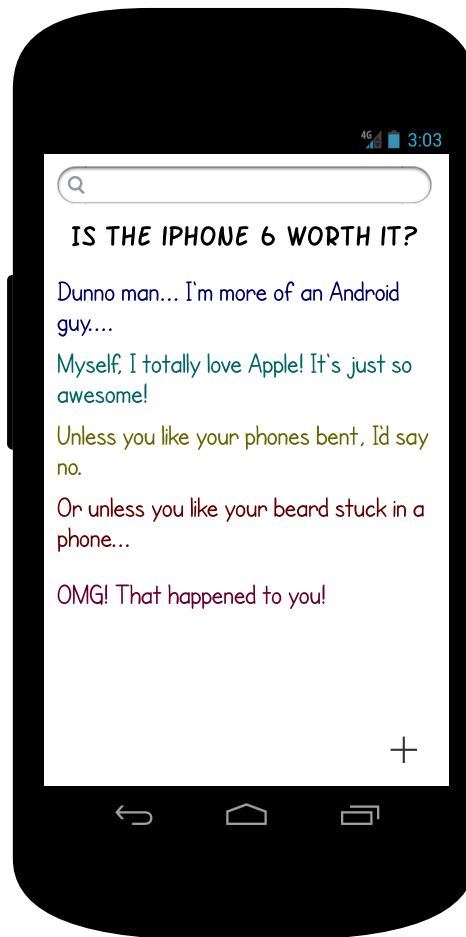 4G 3:03
IS THE IPHONE 6 WORTH IT?
Dunno man... I'm more of an Android
guy....
Myself, I totally love Apple! It's just so
awesome!
Unless you like your phones bent, I'd say
no.
Or unless you like your beard stuck in a
phone...
OMG! That happened to you!